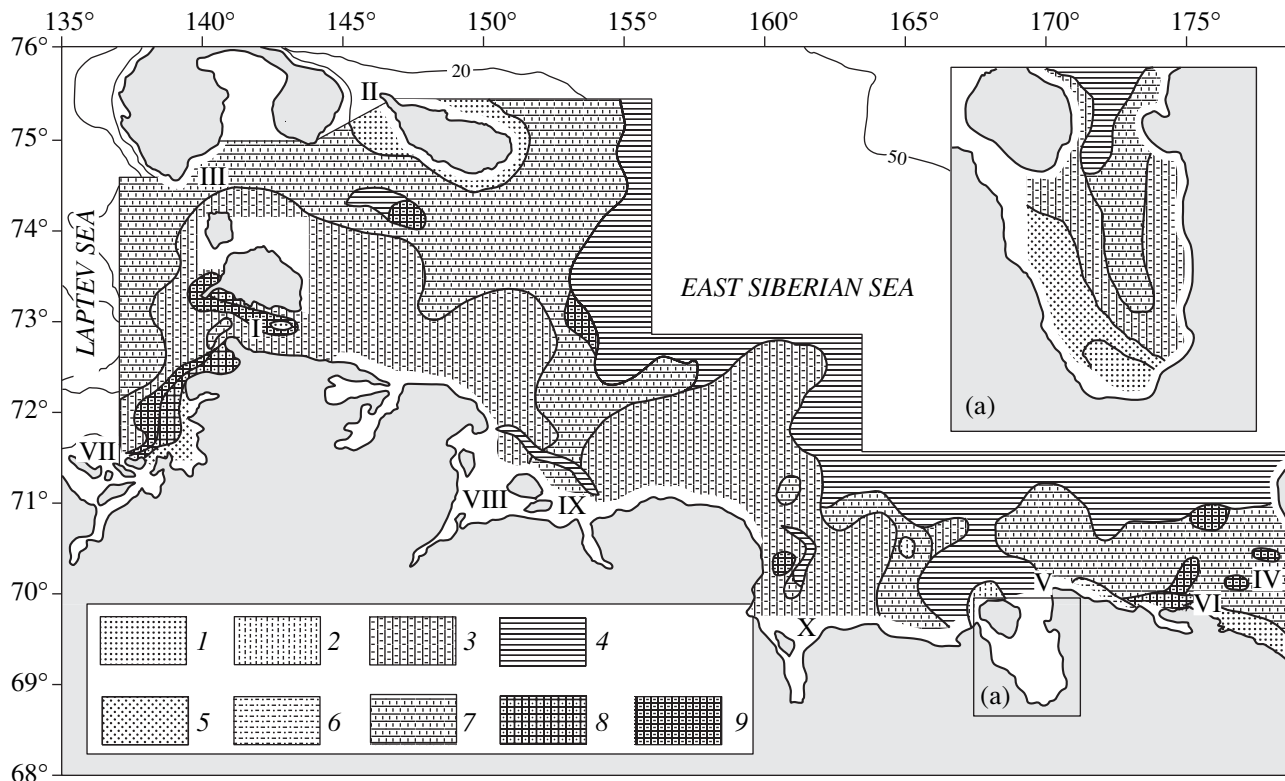 135° 140° 145° 150° 155° 160° 165° 170° 175°
76°
20
II
75°
50
III
74°
LAPTEV SEA
EAST SIBERIAN SEA
73°
I
(a)
72°
VII
71°
VIII
IX
70°
V
IV
VI
X
1 2 3 4
69°
(a)
5 6 7 8 9
68°